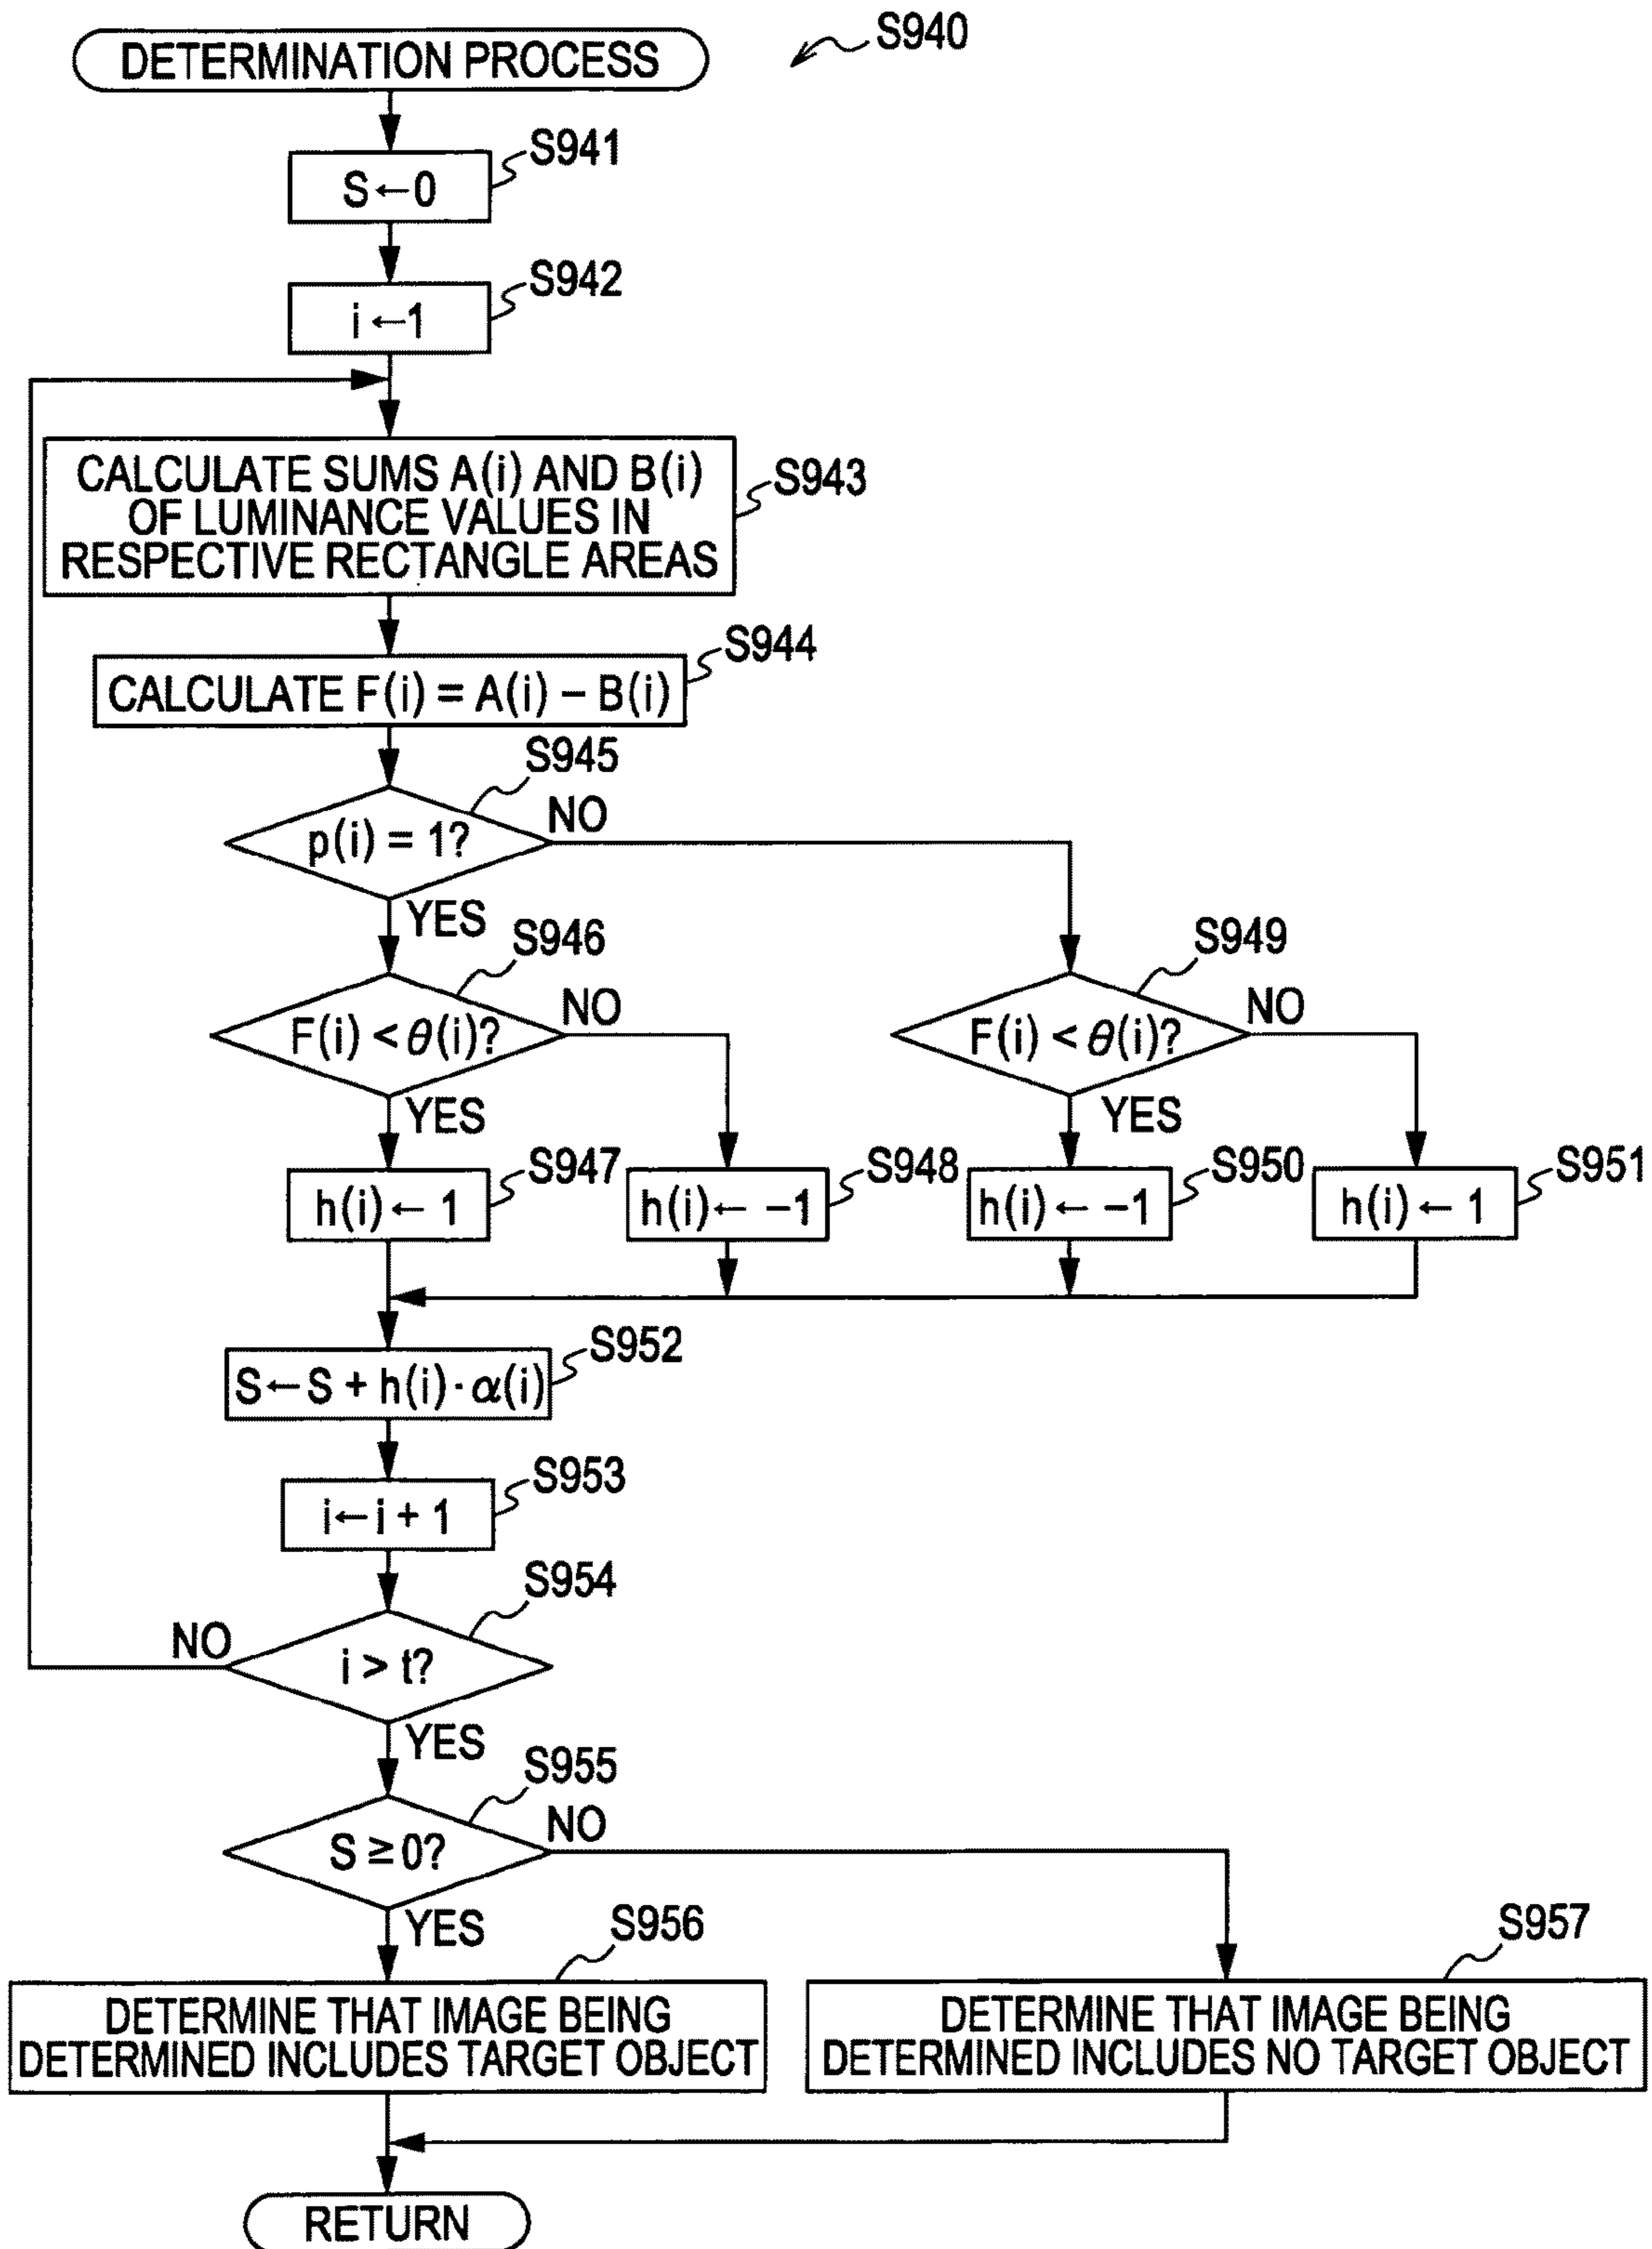 DETERMINATION PROCESS
S940
S941
S←0
S942
i←1
S943
CALCULATE SUMS A(i) AND B(i)
OF LUMINANCE VALUES IN
RESPECTIVE RECTANGLE AREAS
S944
CALCULATE F(i) = A(i) − B(i)
S945
p(i) = 1?
NO
YES
S946
F(i) < θ(i)?
NO
YES
S949
F(i) < θ(i)?
NO
YES
S947
h(i) ← 1
S948
h(i) ← −1
S950
h(i) ← −1
S951
h(i) ← 1
S952
S←S + h(i)·α(i)
S953
i←i + 1
S954
NO
i > t?
YES
S955
S ≥ 0?
NO
YES
S956
DETERMINE THAT IMAGE BEING
DETERMINED INCLUDES TARGET OBJECT
S957
DETERMINE THAT IMAGE BEING
DETERMINED INCLUDES NO TARGET OBJECT
RETURN